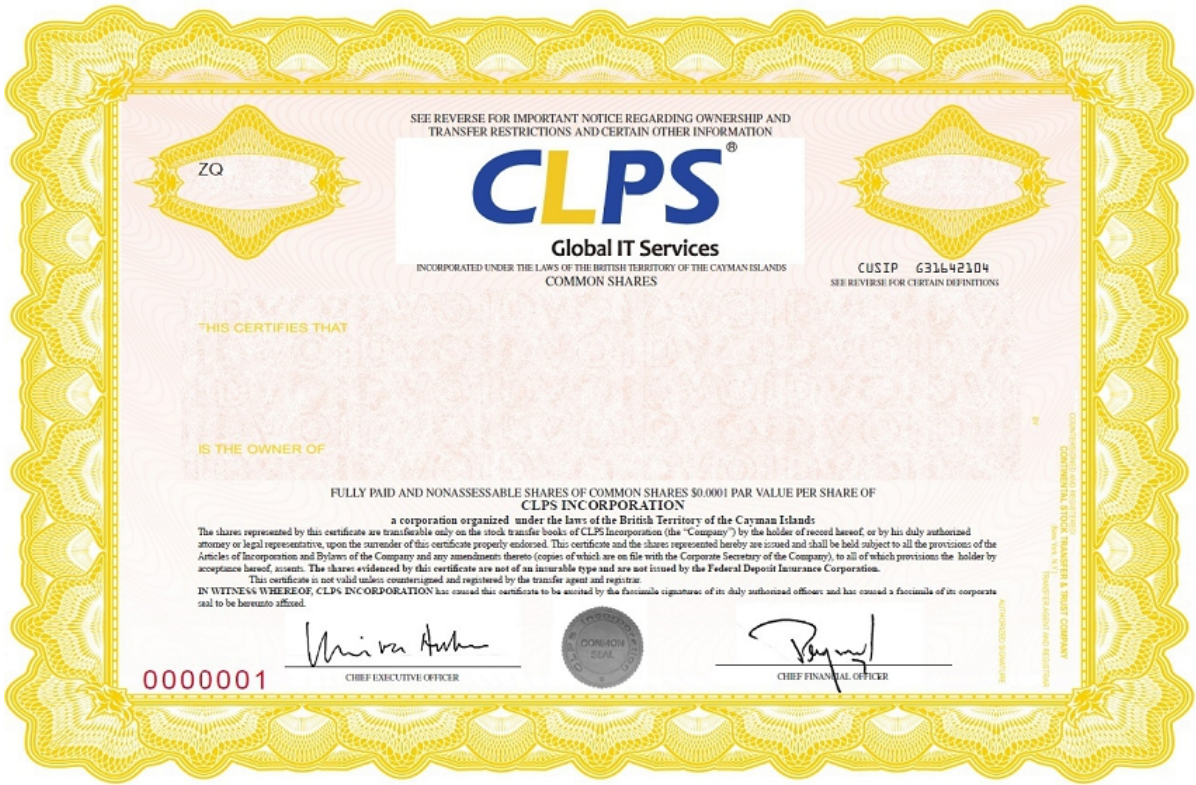 SEE REVERSE FOR IMPORTANT NOTICE REGARDING OWNERSHIP AND
TRANSFER RESTRICTIONS AND CERTAIN OTHER INFORMATION
ZQ
CLPS®
Global IT Services
INCORPORATED UNDER THE LAWS OF THE BRITISH TERRITORY OF THE CAYMAN ISLANDS
COMMON SHARES
CUSIP G31642104
SEE REVERSE FOR CERTAIN DEFINITIONS
THIS CERTIFIES THAT
IS THE OWNER OF
FULLY PAID AND NONASSESSABLE SHARES OF COMMON SHARES $0.0001 PAR VALUE PER SHARE OF
CLPS INCORPORATION
a corporation organized under the laws of the British Territory of the Cayman Islands
The shares represented by this certificate are transferable only on the stock transfer books of CLPS Incorporation (the “Company”) by the holder of record hereof, or by his duly authorized
attorney or legal representative, upon the surrender of this certificate properly endorsed. This certificate and the shares represented hereby are issued and shall be held subject to all the provisions of the
Articles of Incorporation and Bylaws of the Company and any amendments thereto (copies of which are on file with the Corporate Secretary of the Company), to all of which provisions the holder by
acceptance hereof, assents. The shares evidenced by this certificate are not of an insurable type and are not issued by the Federal Deposit Insurance Corporation.
This certificate is not valid unless countersigned and registered by the transfer agent and registrar.
IN WITNESS WHEREOF, CLPS INCORPORATION has caused this certificate to be excited by the facsimile signatures of its duly authorized officers and has caused a facsimile of its corporate
seal to be hereunto affixed.
CLPS Incorporation
COMMON
SEAL
CHIEF EXECUTIVE OFFICER
CHIEF FINANCIAL OFFICER
0000001
COUNTERSIGNED AND
CONTINENTAL STOCK TRANSFER & TRUST COMPANY
New York, N.Y.
TRANSFER AGENT AND REGISTRAR
BY
AUTHORIZED SIGNATURE